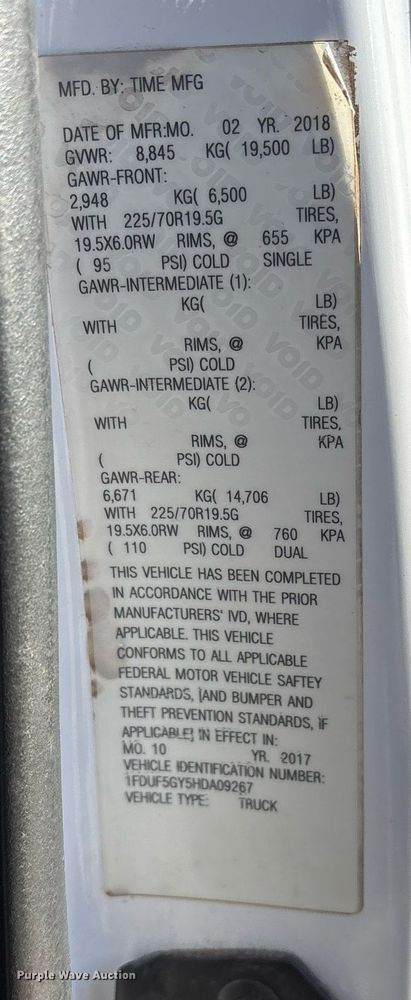 MFD. BY: TIME MFG
DATE OF MFR:MO. 02 YR. 2018
GVWR: 8,845 KG( 19,500 LB)
GAWR-FRONT:
2,948 KG( 6,500 LB)
WITH 225/70R19.5G TIRES,
19.5X6.0RW RIMS, @ 655 KPA
( 95 PSI) COLD SINGLE
GAWR-INTERMEDIATE (1):
KG( LB)
WITH TIRES,
RIMS, @ KPA
( PSI) COLD
GAWR-INTERMEDIATE (2):
KG( LB)
WITH TIRES,
RIMS, @ KPA
( PSI) COLD
GAWR-REAR:
6,671 KG( 14,706 LB)
WITH 225/70R19.5G TIRES,
19.5X6.0RW RIMS, @ 760 KPA
( 110 PSI) COLD DUAL
THIS VEHICLE HAS BEEN COMPLETED
IN ACCORDANCE WITH THE PRIOR
MANUFACTURERS' IVD, WHERE
APPLICABLE. THIS VEHICLE
CONFORMS TO ALL APPLICABLE
FEDERAL MOTOR VEHICLE SAFTEY
STANDARDS, [AND BUMPER AND
THEFT PREVENTION STANDARDS, IF
APPLICABLE] IN EFFECT IN:
MO. 10 YR. 2017
VEHICLE IDENTIFICATION NUMBER:
1FDUF5GY5HDA09267
VEHICLE TYPE: TRUCK
Purple Wave Auction